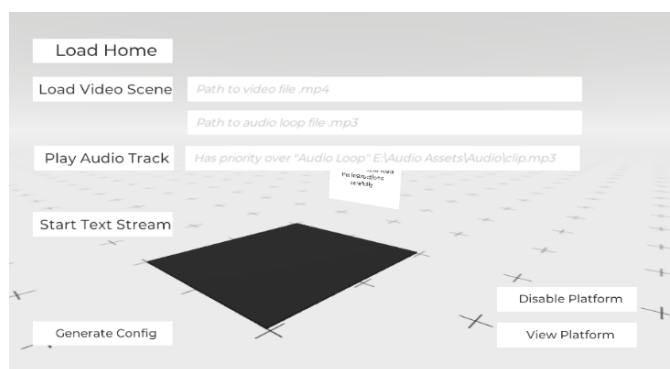 Load Home
Load Video Scene
Path to video file .mp4
Path to audio loop file .mp3
Play Audio Track
Has priority over "Audio Loop" E:\Audio Assets\Audio\clip.mp3
the instructions
carefully
Start Text Stream
Disable Platform
Generate Config
View Platform